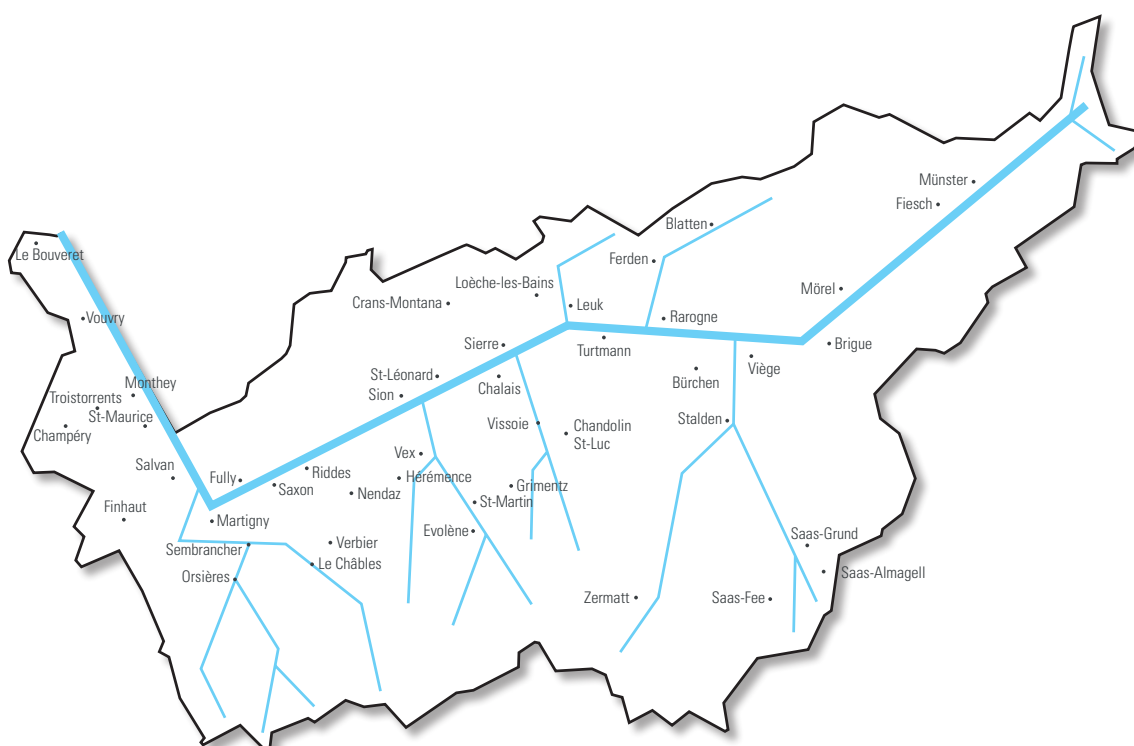 Münster
Fiesch
Blatten
Le Bouveret
Ferden
Loèche-les-Bains
Mörel
Crans-Montana
Leuk
Vouvry
Rarogne
Sierre
Turtmann
Brigue
Viège
St-Léonard
Bürchen
Monthey
Chalais
Sion
Troistorrents
St-Maurice
Stalden
Vissoie
Chandolin
St-Luc
Champéry
Vex
Salvan
Riddes
Fully
Hérémence
Saxon
Nendaz
Grimentz
St-Martin
Finhaut
Martigny
Evolène
Saas-Grund
Verbier
Sembrancher
Le Châbles
Saas-Almagell
Orsières
Zermatt
Saas-Fee